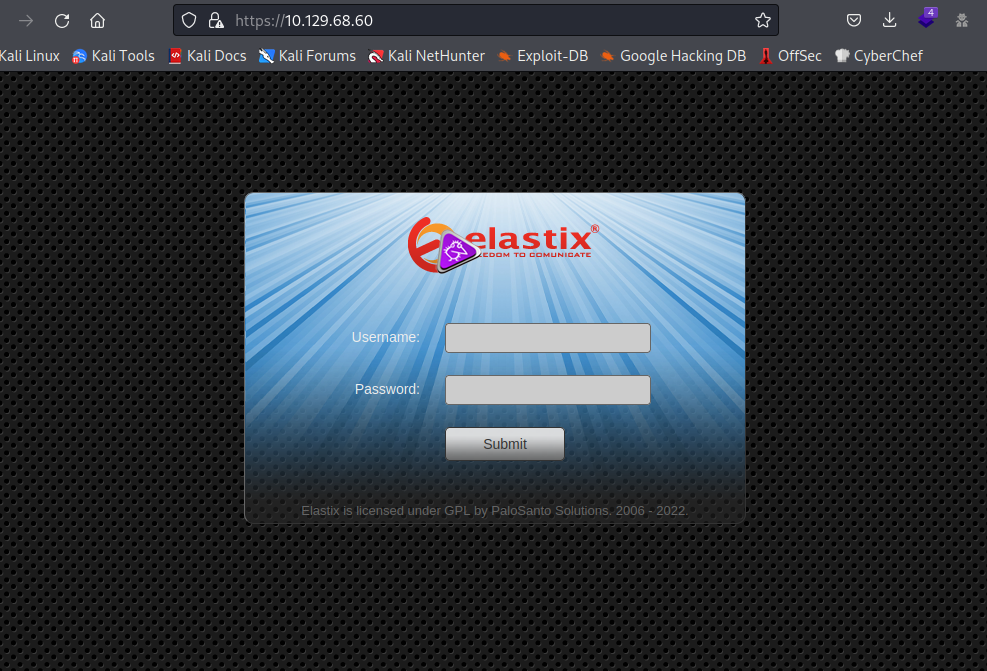 https://10.129.68.60
4
Kali Linux Kali Tools Kali Docs Kali Forums Kali NetHunter Exploit-DB Google Hacking DB OffSec CyberChef
elastix®
EDOM TO COMUNICATE
Username:
Password:
Submit
Elastix is licensed under GPL by PaloSanto Solutions. 2006 - 2022.